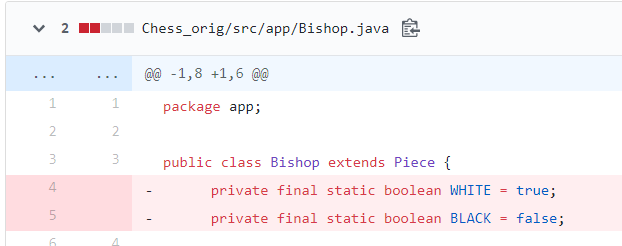 2 Chess_orig/src/app/Bishop.java
... ... @@ -1,8 +1,6 @@
1 1 package app;
2 2
3 3 public class Bishop extends Piece {
4 - private final static boolean WHITE = true;
5 - private final static boolean BLACK = false;
6 4